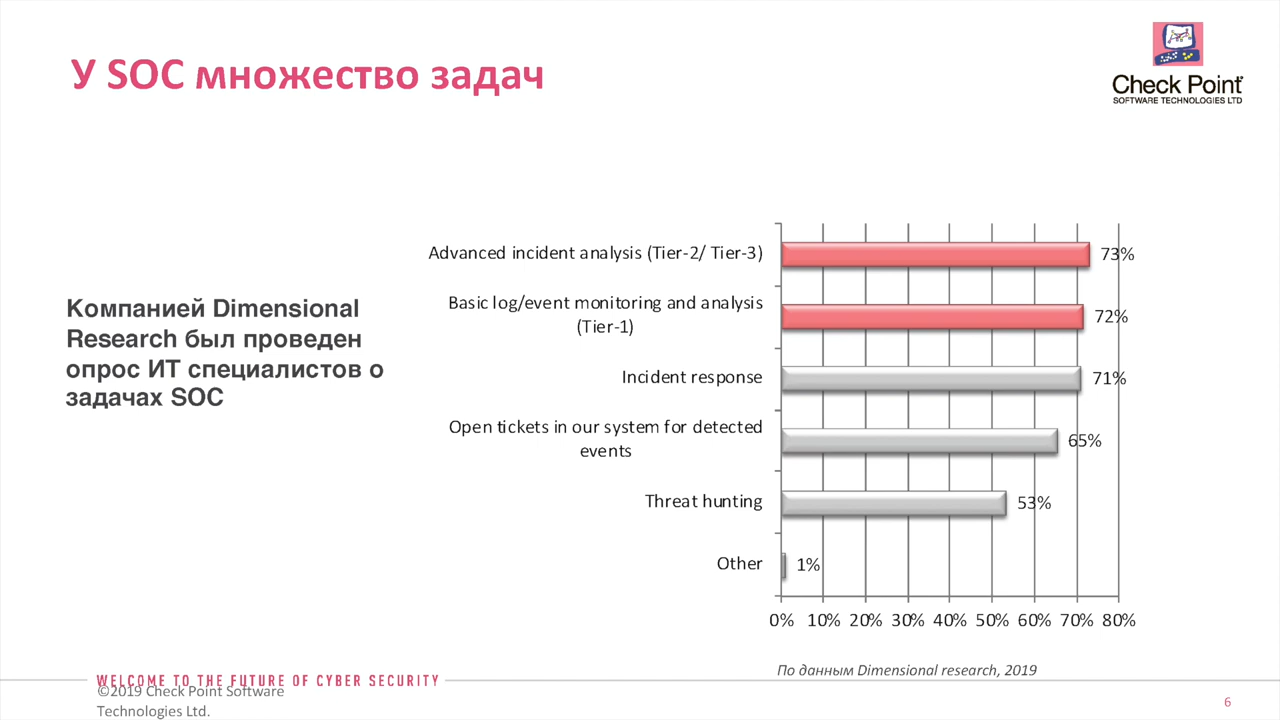 У SOC множество задач
Check Point
SOFTWARE TECHNOLOGIES LTD
Компанией Dimensional
Research был проведен
опрос ИТ специалистов о
задачах SOC
Advanced incident analysis (Tier-2/ Tier-3)
73%
Basic log/event monitoring and analysis
(Tier-1)
72%
Incident response
71%
Open tickets in our system for detected
events
65%
Threat hunting
53%
Other
1%
0% 10% 20% 30% 40% 50% 60% 70% 80%
По данным Dimensional research, 2019
WELCOME TO THE FUTURE OF CYBER SECURITY
©2019 Check Point Software
Technologies Ltd.
6